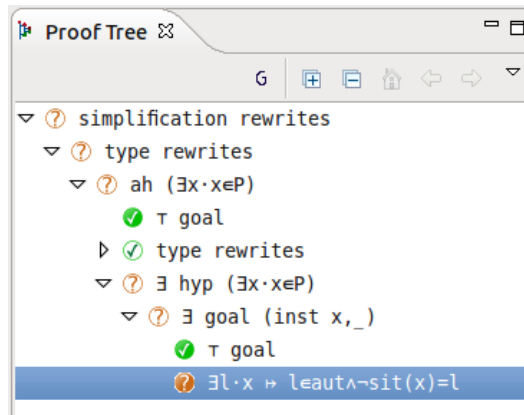 Proof Tree
G
simplification rewrites
type rewrites
ah (∃x·x∈P)
⊤ goal
type rewrites
∃ hyp (∃x·x∈P)
∃ goal (inst x,_)
⊤ goal
∃l·x ↦ l∈aut∧¬sit(x)=l